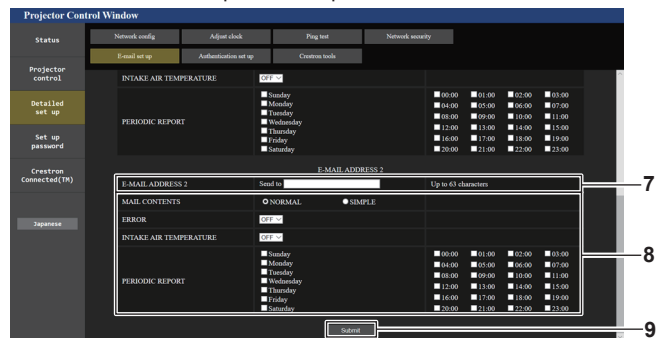 Projector Control Window
Status
Projector control
Detailed set up
Set up password
Crestron Connected(TM)
Japanese
Network config Adjust clock Ping test Network security
E-mail set up Authentication set up Crestron tools
INTAKE AIR TEMPERATURE OFF
PERIODIC REPORT
Sunday 00:00 01:00 02:00 03:00
Monday 04:00 05:00 06:00 07:00
Tuesday 08:00 09:00 10:00 11:00
Wednesday 12:00 13:00 14:00 15:00
Thursday 16:00 17:00 18:00 19:00
Friday 20:00 21:00 22:00 23:00
Saturday
E-MAIL ADDRESS 2
E-MAIL ADDRESS 2 Send to Up to 63 characters 7
MAIL CONTENTS NORMAL SIMPLE
ERROR OFF
INTAKE AIR TEMPERATURE OFF 8
PERIODIC REPORT
Sunday 00:00 01:00 02:00 03:00
Monday 04:00 05:00 06:00 07:00
Tuesday 08:00 09:00 10:00 11:00
Wednesday 12:00 13:00 14:00 15:00
Thursday 16:00 17:00 18:00 19:00
Friday 20:00 21:00 22:00 23:00
Saturday
Submit 9